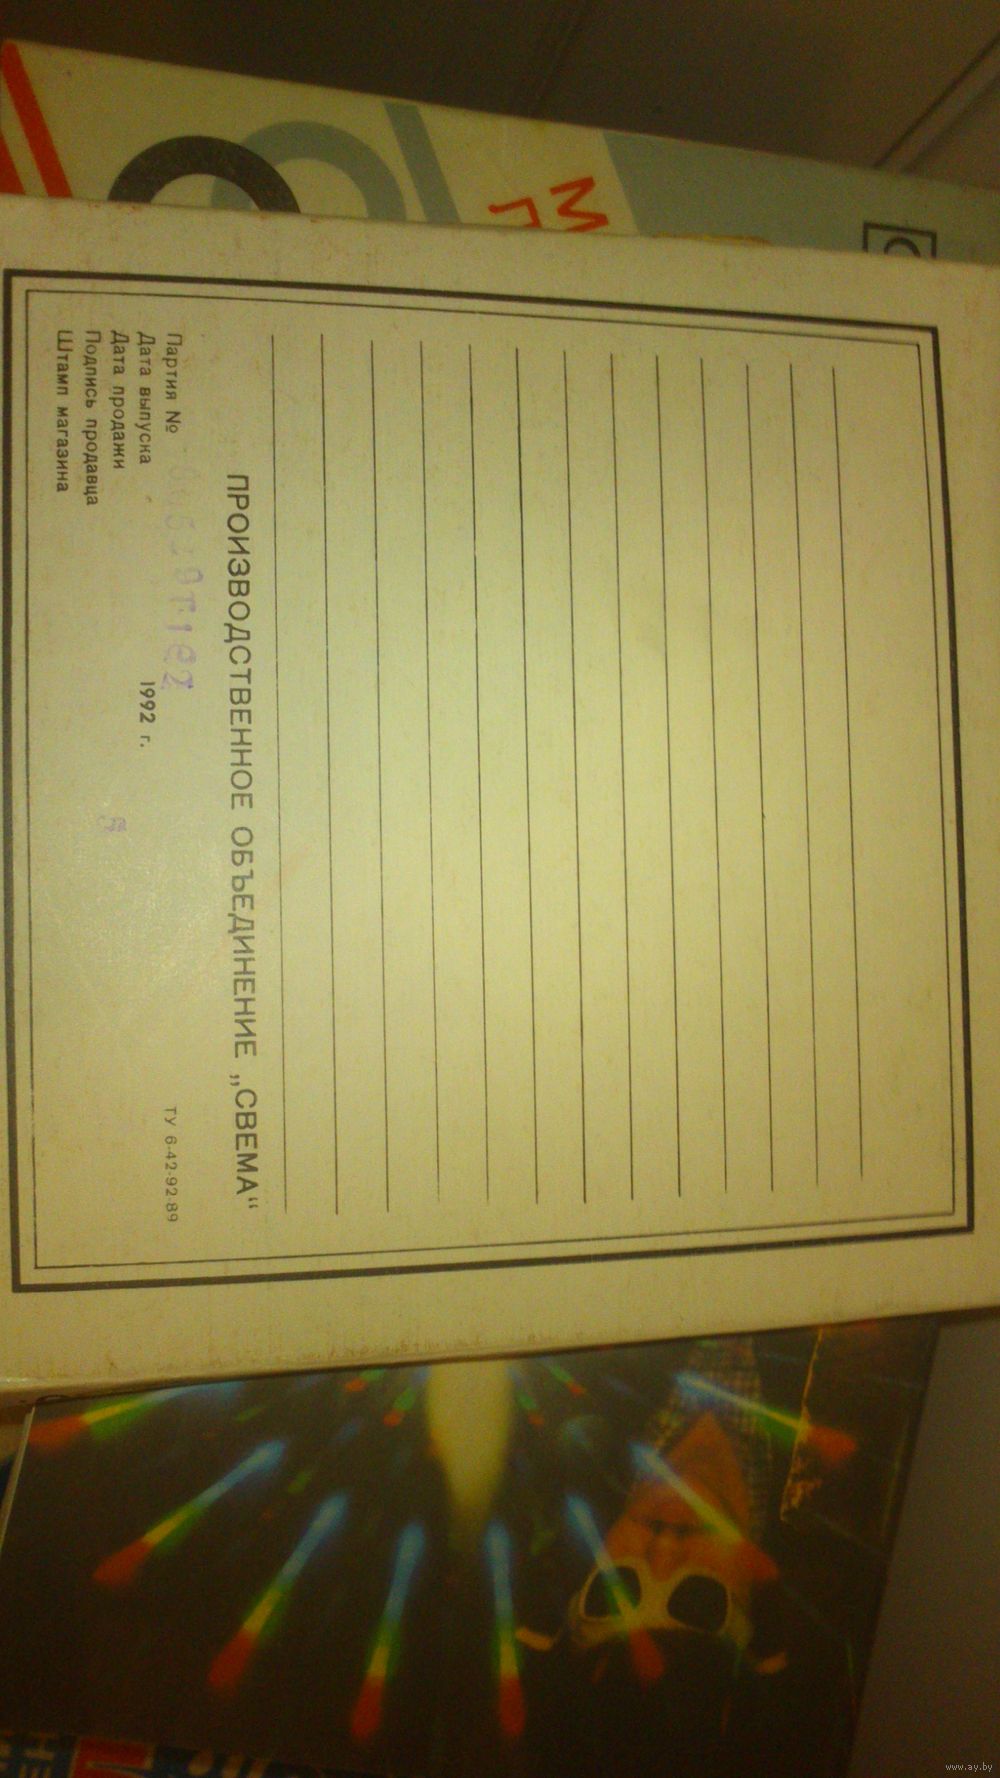 ПРОИЗВОДСТВЕННОЕ ОБЪЕДИНЕНИЕ „СВЕМА“
Партия №
ТУ 6-42-92-89
Дата выпуска 1992 г.
Дата продажи
Подпись продавца
Штамп магазина
www.ay.by